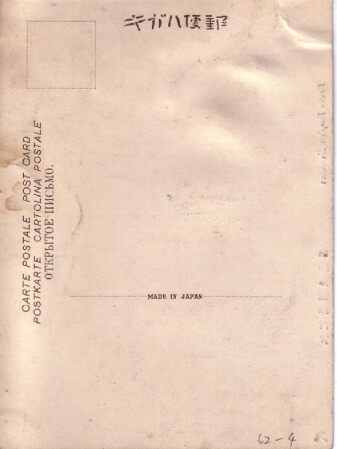 郵便ハガキ
CARTE POSTALE POST CARD
POSTKARTE CARTOLINA POSTALE
ОТКРЫТОЕ ПИСЬМО.
MADE IN JAPAN
62-4